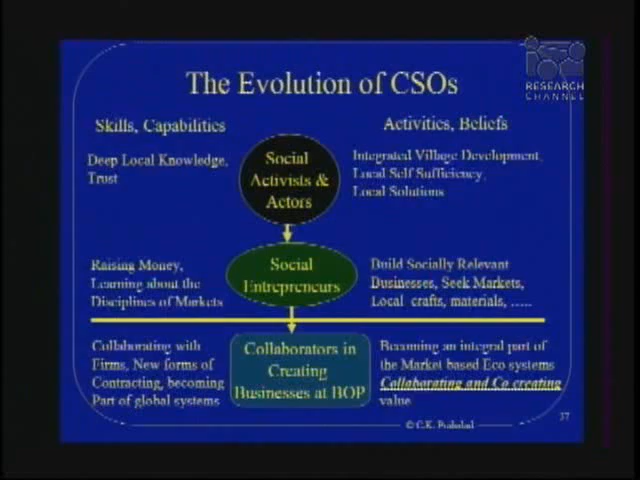 RESEARCH
CHANNEL
The Evolution of CSOs
Skills, Capabilities
Activities, Beliefs
Deep Local Knowledge,
Trust
Social
Activists &
Actors
Integrated Village Development,
Local Self Sufficiency,
Local Solutions
Raising Money,
Learning about the
Disciplines of Markets
Social
Entrepreneurs
Build Socially Relevant
Businesses, Seek Markets,
Local crafts, materials, .....
Collaborating with
Firms, New forms of
Contracting, becoming
Part of global systems
Collaborators in
Creating
Businesses at BOP
Becoming an integral part of
the Market based Eco systems
Collaborating and Co creating
value
© C.K. Prahalad
37